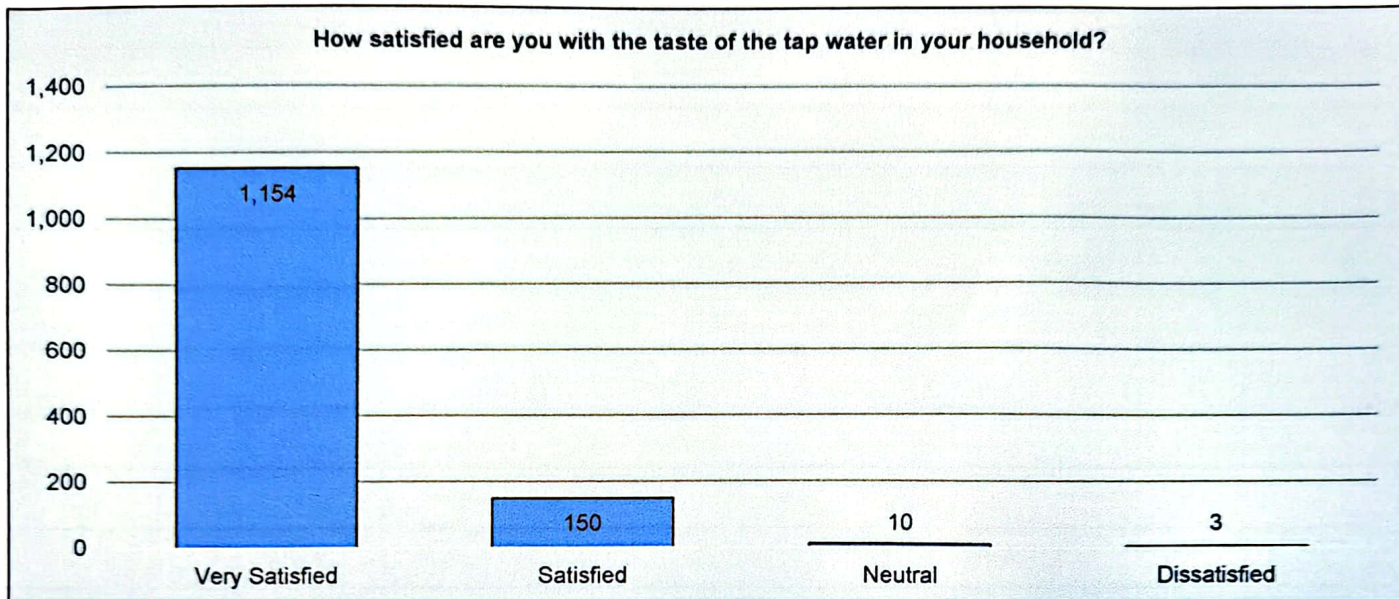 How satisfied are you with the taste of the tap water in your household?
1,400
1,200
1,000
800
600
400
200
0
1,154
150
10
3
Very Satisfied
Satisfied
Neutral
Dissatisfied